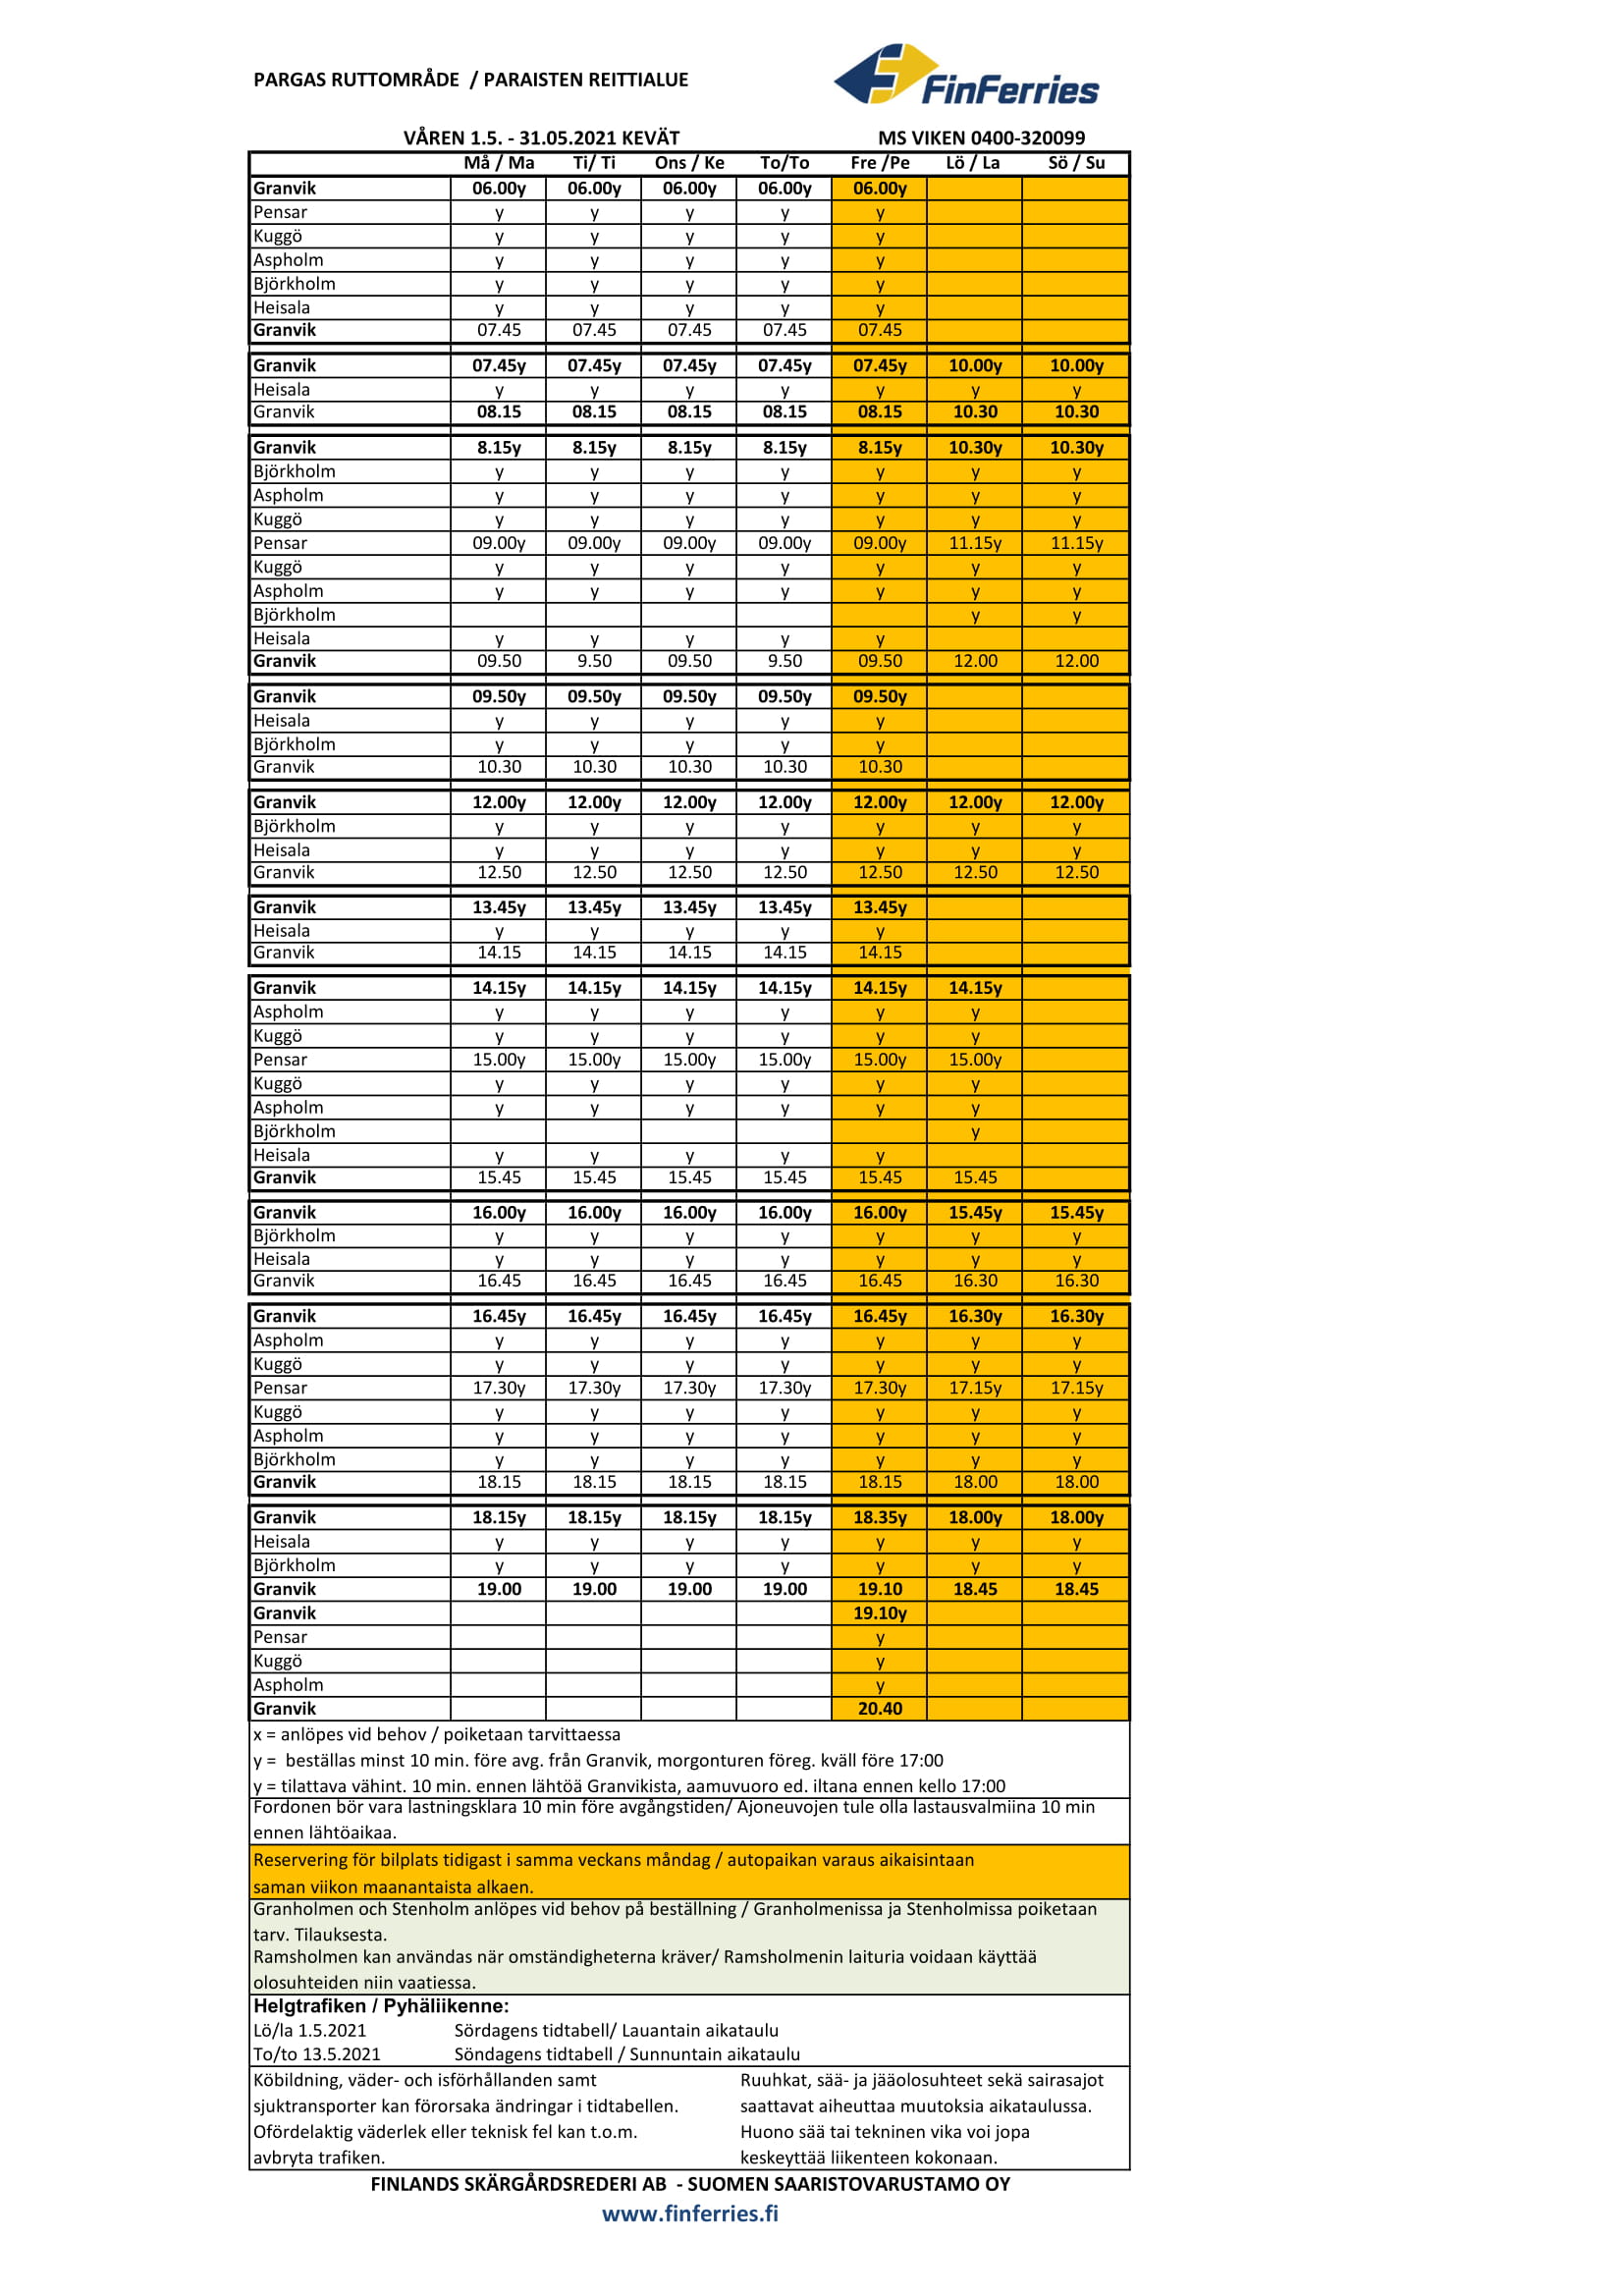 PARGAS RUTTOMRÅDE / PARAISTEN REITTIALUE
FinFerries
VÅREN 1.5. - 31.05.2021 KEVÄT MS VIKEN 0400-320099
Må / Ma Ti/ Ti Ons / Ke To/To Fre /Pe Lö / La Sö / Su
Granvik 06.00y 06.00y 06.00y 06.00y 06.00y
Pensar y y y y y
Kuggö y y y y y
Aspholm y y y y y
Björkholm y y y y y
Heisala y y y y y
Granvik 07.45 07.45 07.45 07.45 07.45
Granvik 07.45y 07.45y 07.45y 07.45y 07.45y 10.00y 10.00y
Heisala y y y y y y y
Granvik 08.15 08.15 08.15 08.15 08.15 10.30 10.30
Granvik 8.15y 8.15y 8.15y 8.15y 8.15y 10.30y 10.30y
Björkholm y y y y y y y
Aspholm y y y y y y y
Kuggö y y y y y y y
Pensar 09.00y 09.00y 09.00y 09.00y 09.00y 11.15y 11.15y
Kuggö y y y y y y y
Aspholm y y y y y y y
Björkholm y y
Heisala y y y y y
Granvik 09.50 9.50 09.50 9.50 09.50 12.00 12.00
Granvik 09.50y 09.50y 09.50y 09.50y 09.50y
Heisala y y y y y
Björkholm y y y y y
Granvik 10.30 10.30 10.30 10.30 10.30
Granvik 12.00y 12.00y 12.00y 12.00y 12.00y 12.00y 12.00y
Björkholm y y y y y y y
Heisala y y y y y y y
Granvik 12.50 12.50 12.50 12.50 12.50 12.50 12.50
Granvik 13.45y 13.45y 13.45y 13.45y 13.45y
Heisala y y y y y
Granvik 14.15 14.15 14.15 14.15 14.15
Granvik 14.15y 14.15y 14.15y 14.15y 14.15y 14.15y
Aspholm y y y y y y
Kuggö y y y y y y
Pensar 15.00y 15.00y 15.00y 15.00y 15.00y 15.00y
Kuggö y y y y y y
Aspholm y y y y y y
Björkholm y
Heisala y y y y y
Granvik 15.45 15.45 15.45 15.45 15.45 15.45
Granvik 16.00y 16.00y 16.00y 16.00y 16.00y 15.45y 15.45y
Björkholm y y y y y y y
Heisala y y y y y y y
Granvik 16.45 16.45 16.45 16.45 16.45 16.30 16.30
Granvik 16.45y 16.45y 16.45y 16.45y 16.45y 16.30y 16.30y
Aspholm y y y y y y y
Kuggö y y y y y y y
Pensar 17.30y 17.30y 17.30y 17.30y 17.30y 17.15y 17.15y
Kuggö y y y y y y y
Aspholm y y y y y y y
Björkholm y y y y y y y
Granvik 18.15 18.15 18.15 18.15 18.15 18.00 18.00
Granvik 18.15y 18.15y 18.15y 18.15y 18.35y 18.00y 18.00y
Heisala y y y y y y y
Björkholm y y y y y y y
Granvik 19.00 19.00 19.00 19.00 19.10 18.45 18.45
Granvik 19.10y
Pensar y
Kuggö y
Aspholm y
Granvik 20.40
x = anlöpes vid behov / poiketaan tarvittaessa
y = beställas minst 10 min. före avg. från Granvik, morgonturen föreg. kväll före 17:00
y = tilattava vähint. 10 min. ennen lähtöä Granvikista, aamuvuoro ed. iltana ennen kello 17:00
Fordonen bör vara lastningsklara 10 min före avgångstiden/ Ajoneuvojen tule olla lastausvalmiina 10 min
ennen lähtöaikaa.
Reservering för bilplats tidigast i samma veckans måndag / autopaikan varaus aikaisintaan
saman viikon maanantaista alkaen.
Granholmen och Stenholm anlöpes vid behov på beställning / Granholmenissa ja Stenholmissa poiketaan
tarv. Tilauksesta.
Ramsholmen kan användas när omständigheterna kräver/ Ramsholmenin laituria voidaan käyttää
olosuhteiden niin vaatiessa.
Helgtrafiken / Pyhäliikenne:
Lö/la 1.5.2021 Sördagens tidtabell/ Lauantain aikataulu
To/to 13.5.2021 Söndagens tidtabell / Sunnuntain aikataulu
Köbildning, väder- och isförhållanden samt
sjuktransporter kan förorsaka ändringar i tidtabellen.
Ofördelaktig väderlek eller teknisk fel kan t.o.m.
avbryta trafiken.
Ruuhkat, sää- ja jääolosuhteet sekä sairasajot
saattavat aiheuttaa muutoksia aikataulussa.
Huono sää tai tekninen vika voi jopa
keskeyttää liikenteen kokonaan.
FINLANDS SKÄRGÅRDSREDERI AB - SUOMEN SAARISTOVARUSTAMO OY
www.finferries.fi